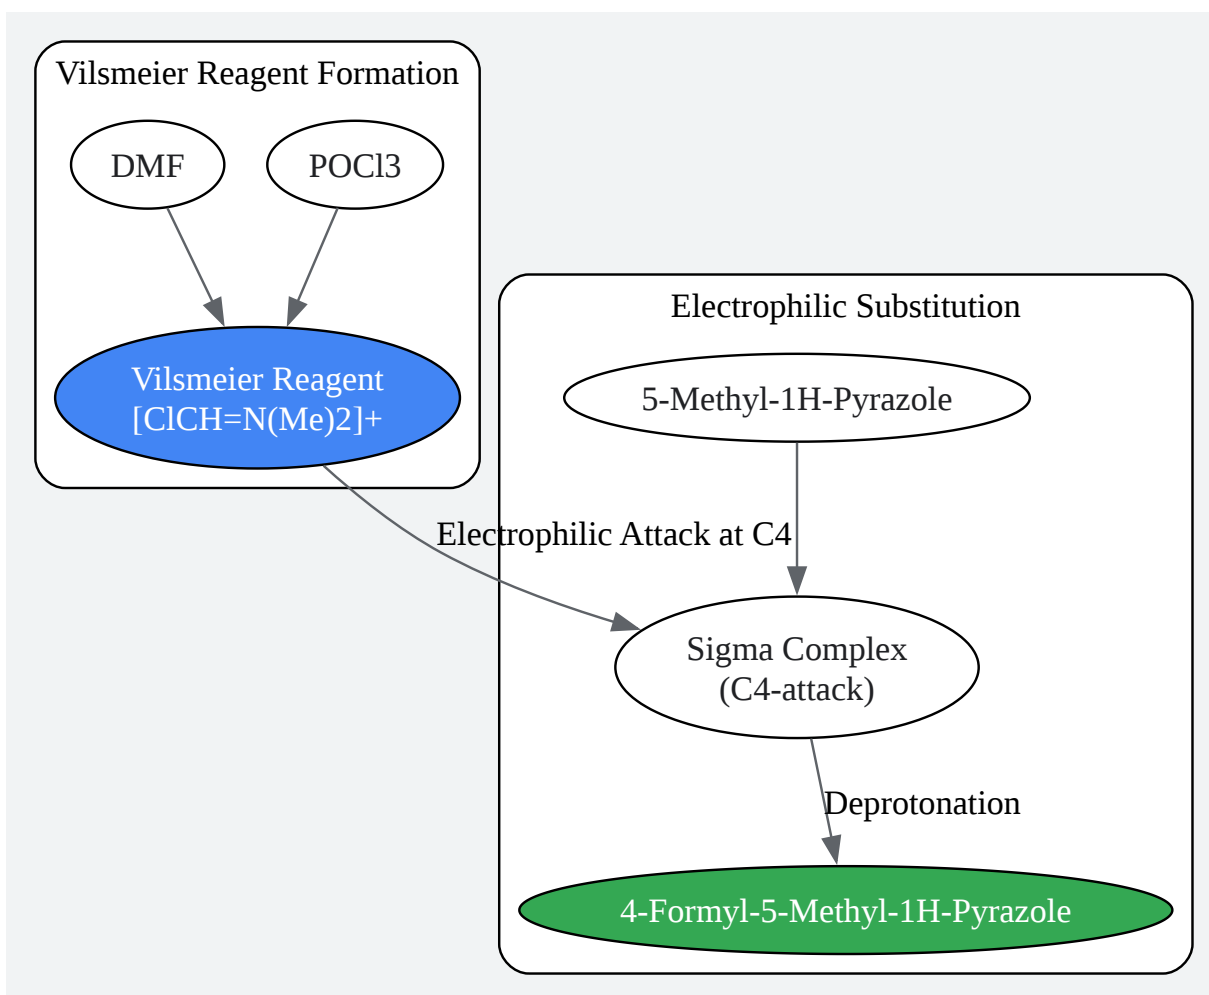 Vilsmeier Reagent Formation
DMF
POCl3
Vilsmeier Reagent
[ClCH=N(Me)2]+
Electrophilic Substitution
5-Methyl-1H-Pyrazole
Electrophilic Attack at C4
Sigma Complex
(C4-attack)
Deprotonation
4-Formyl-5-Methyl-1H-Pyrazole